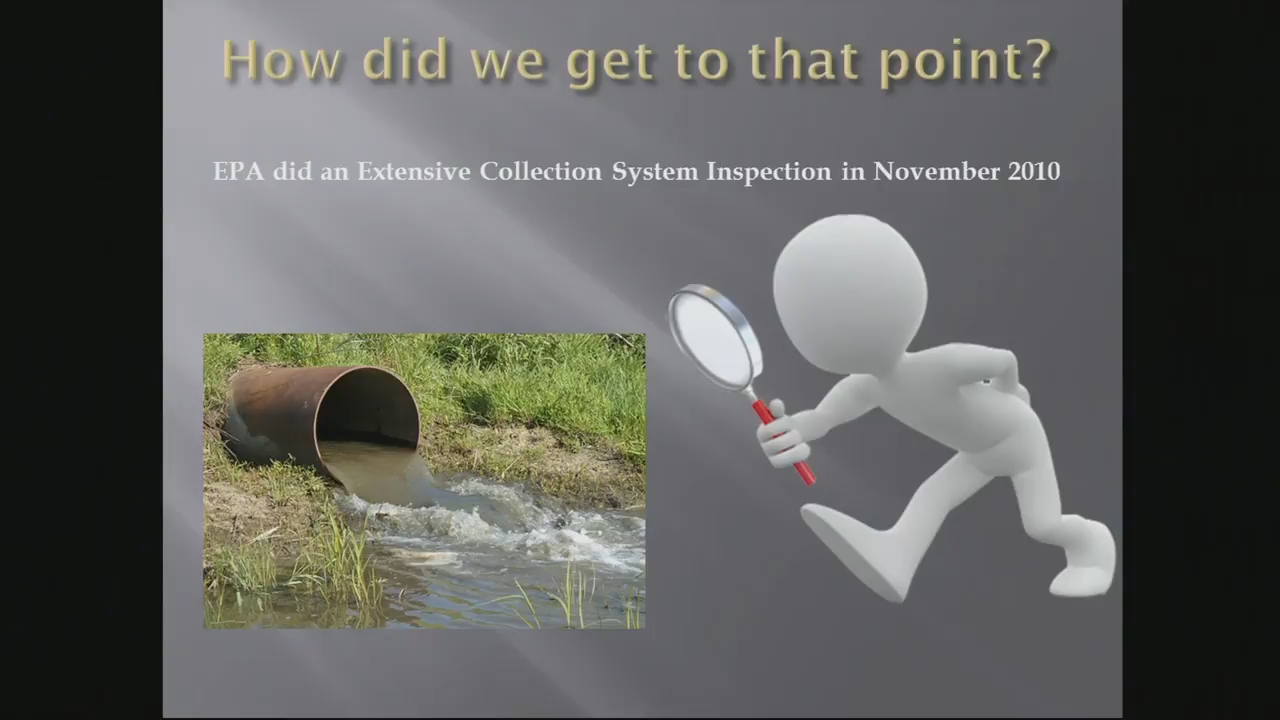 How did we get to that point?
EPA did an Extensive Collection System Inspection in November 2010